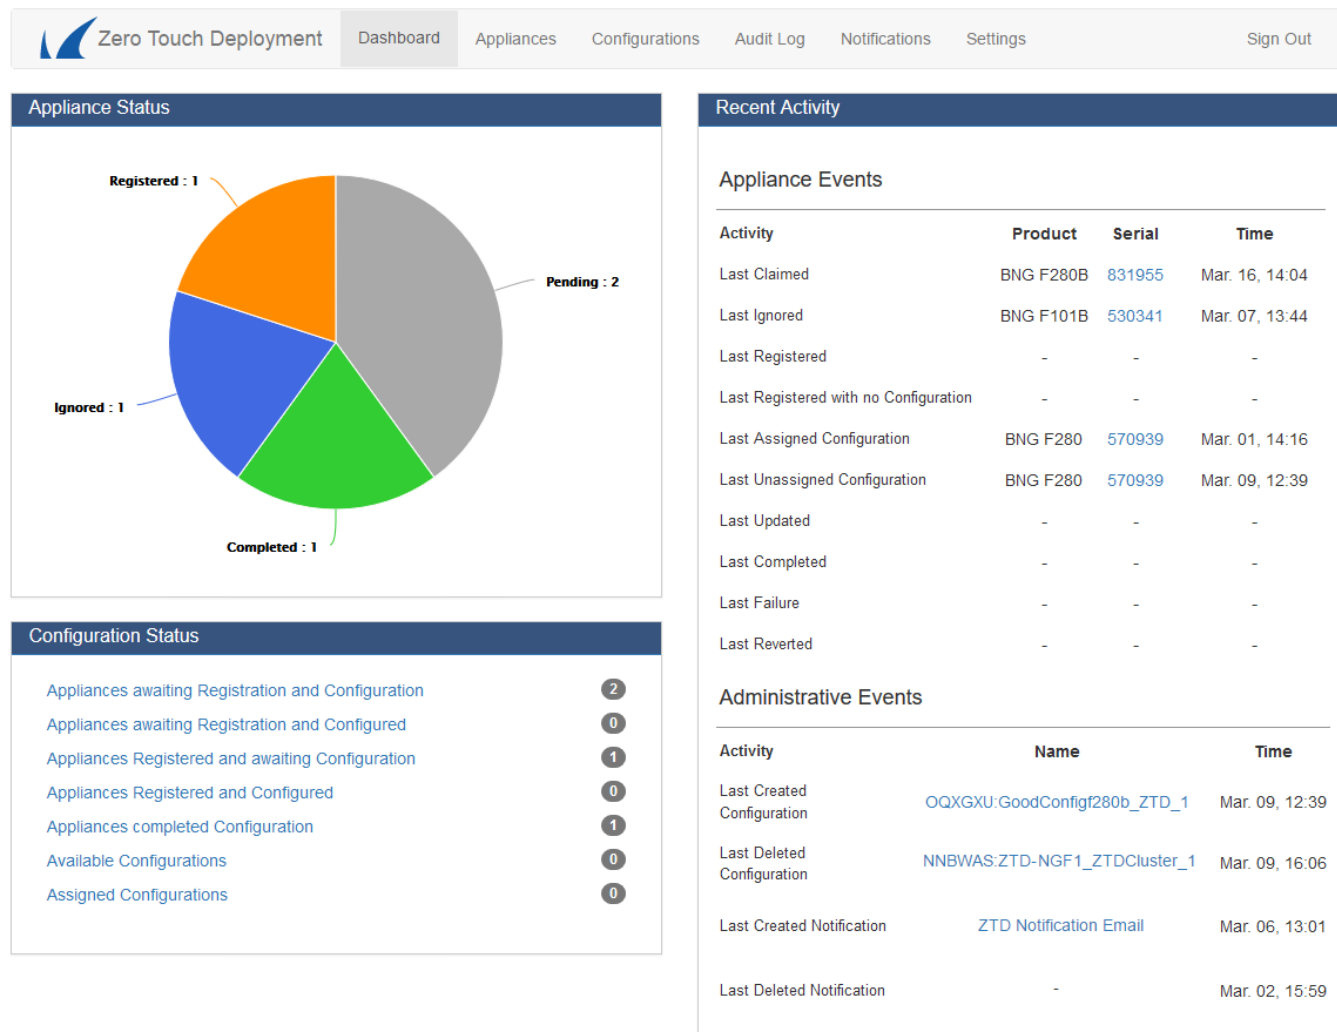 Zero Touch Deployment Dashboard Appliances Configurations Audit Log Notifications Settings Sign Out
Appliance Status
Registered : 1
Pending : 2
Ignored : 1
Completed : 1
Configuration Status
Appliances awaiting Registration and Configuration 2
Appliances awaiting Registration and Configured 0
Appliances Registered and awaiting Configuration 1
Appliances Registered and Configured 0
Appliances completed Configuration 1
Available Configurations 0
Assigned Configurations 0
Recent Activity
Appliance Events
Activity Product Serial Time
Last Claimed BNG F280B 831955 Mar. 16, 14:04
Last Ignored BNG F101B 530341 Mar. 07, 13:44
Last Registered - - -
Last Registered with no Configuration - - -
Last Assigned Configuration BNG F280 570939 Mar. 01, 14:16
Last Unassigned Configuration BNG F280 570939 Mar. 09, 12:39
Last Updated - - -
Last Completed - - -
Last Failure - - -
Last Reverted - - -
Administrative Events
Activity Name Time
Last Created
Configuration OQXGXU:GoodConfigf280b_ZTD_1 Mar. 09, 12:39
Last Deleted
Configuration NNBWAS:ZTD-NGF1_ZTDCluster_1 Mar. 09, 16:06
Last Created Notification ZTD Notification Email Mar. 06, 13:01
Last Deleted Notification - Mar. 02, 15:59